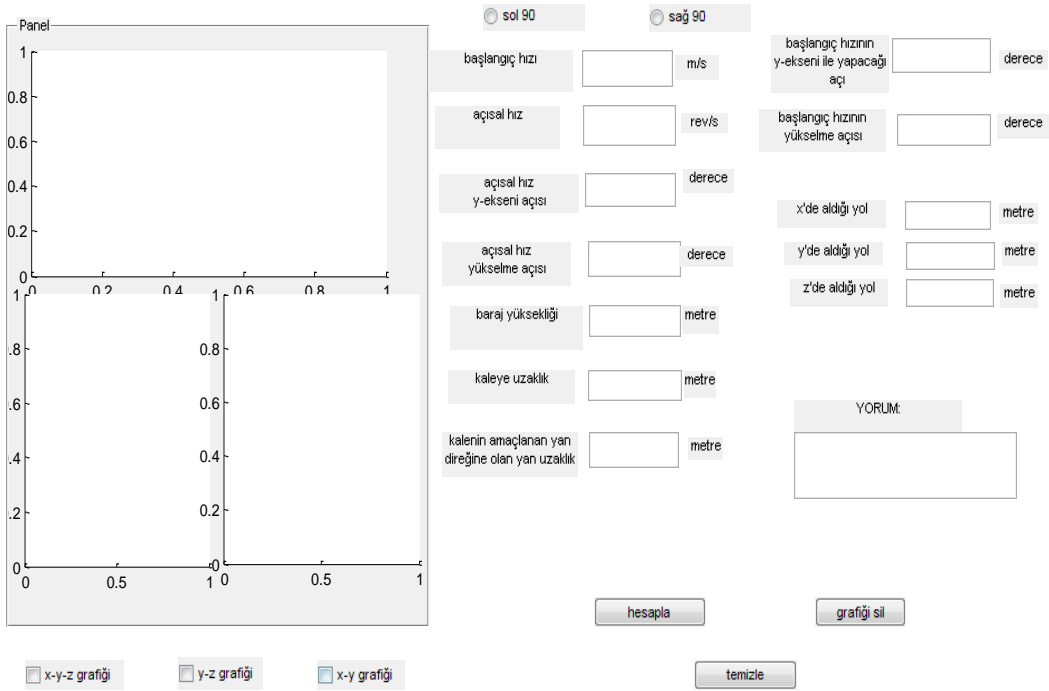 Panel
1
0.8
0.6
0.4
0.2
0
0 0.2 0.4 0.6 0.8 1
1
.8
.6
.4
.2
0
0 0.5 1
1
0.8
0.6
0.4
0.2
0
0 0.5 1
x-y-z grafiği
y-z grafiği
x-y grafiği
sol 90
sağ 90
başlangıç hızı
m/s
açısal hız
rev/s
açısal hız
y-ekseni açısı
derece
açısal hız
yükselme açısı
derece
baraj yüksekliği
metre
kaleye uzaklık
metre
kalenin amaçlanan yan
direğine olan yan uzaklık
metre
başlangıç hızının
y-ekseni ile yapacağı
açı
derece
başlangıç hızının
yükselme açısı
derece
x'de aldığı yol
metre
y'de aldığı yol
metre
z'de aldığı yol
metre
YORUM:
hesapla
grafiği sil
temizle